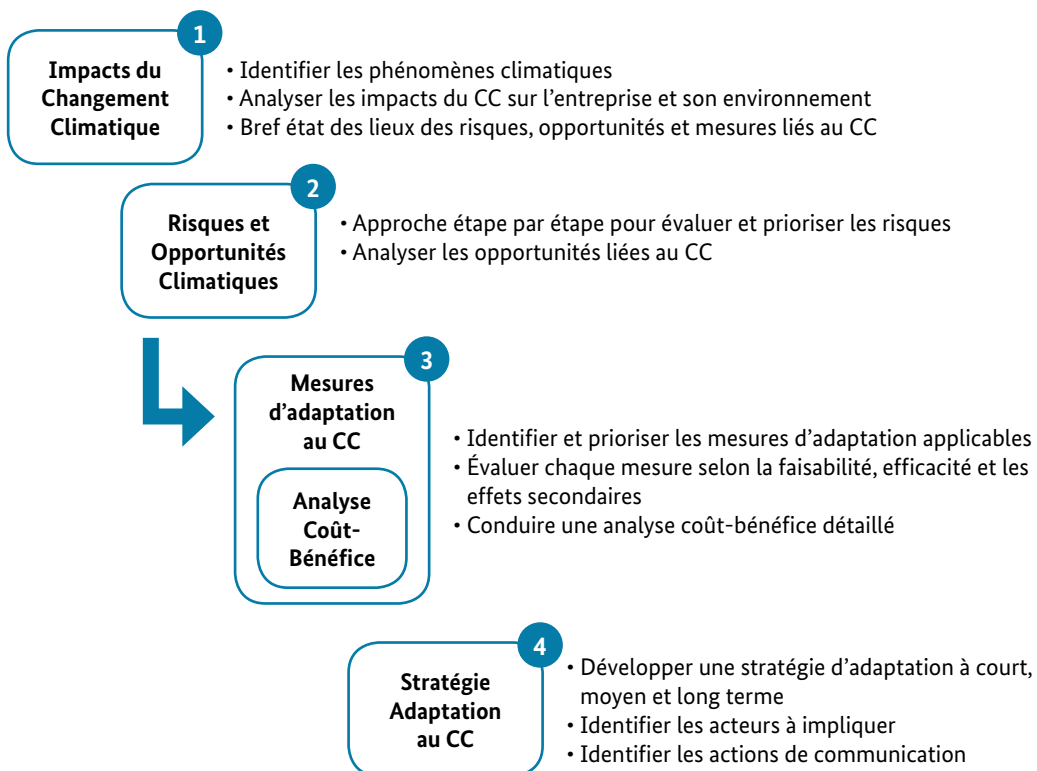 1
Impacts du
Changement
Climatique
• Identifier les phénomènes climatiques
• Analyser les impacts du CC sur l'entreprise et son environnement
• Bref état des lieux des risques, opportunités et mesures liés au CC
2
Risques et
Opportunités
Climatiques
• Approche étape par étape pour évaluer et prioriser les risques
• Analyser les opportunités liées au CC
3
Mesures
d'adaptation
au CC
Analyse
Coût-
Bénéfice
• Identifier et prioriser les mesures d'adaptation applicables
• Évaluer chaque mesure selon la faisabilité, efficacité et les
effets secondaires
• Conduire une analyse coût-bénéfice détaillé
4
Stratégie
Adaptation
au CC
• Développer une stratégie d'adaptation à court,
moyen et long terme
• Identifier les acteurs à impliquer
• Identifier les actions de communication